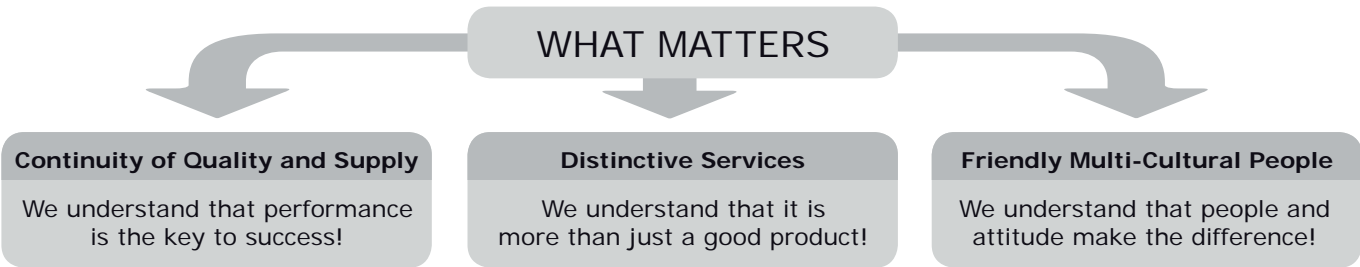 WHAT MATTERS
Continuity of Quality and Supply
We understand that performance
is the key to success!
Distinctive Services
We understand that it is
more than just a good product!
Friendly Multi-Cultural People
We understand that people and
attitude make the difference!